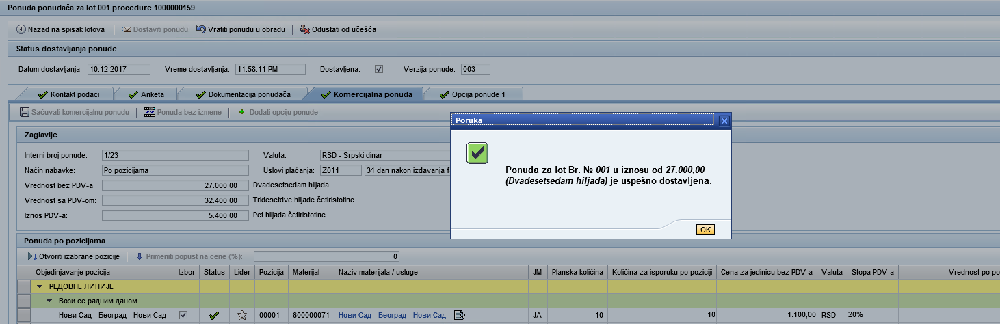 Ponuda ponuđača za lot 001 procedure 1000000159
Nazad na spisak lotova Dostaviti ponudu Vratiti ponudu u obradu Odustati od učešća
Status dostavljanja ponude
Datum dostavljanja: 10.12.2017 Vreme dostavljanja: 11:58:11 PM Dostavljena: Verzija ponude: 003
Kontakt podaci Anketa Dokumentacija ponuđača Komercijalna ponuda Opcija ponude 1
Sačuvati komercijalnu ponudu Ponuda bez izmene Dodati opciju ponude
Poruka
Ponuda za lot Br. № 001 u iznosu od 27.000,00
(Dvadesetsedam hiljada) je uspešno dostavljena.
OK
Zaglavlje
Interni broj ponude: 1/23 Valuta: RSD - Srpski dinar
Način nabavke: Po pozicijama Uslovi plaćanja: Z011 31 dan nakon izdavanja f
Vrednost bez PDV-a: 27.000,00 Dvadesetsedam hiljada
Vrednost sa PDV-om: 32.400,00 Tridesetdve hiljade četiristotine
Iznos PDV-a: 5.400,00 Pet hiljada četiristotine
Ponuda po pozicijama
Otvoriti izabrane pozicije Primeniti popust na cene (%): 0
Objedinjavanje pozicija Izbor Status Lider Pozicija Materijal Naziv materijala / usluge JM Planska količina Količina za isporuku po poziciji Cena za jedinicu bez PDV-a Valuta Stopa PDV-a Vrednost po po
РЕДОВНЕ ЛИНИЈЕ
Вози се радним даном
Нови Сад - Београд - Нови Сад 00001 600000071 Нови Сад - Београд - Нови Сад... JA 10 10 1.100,00 RSD 20%